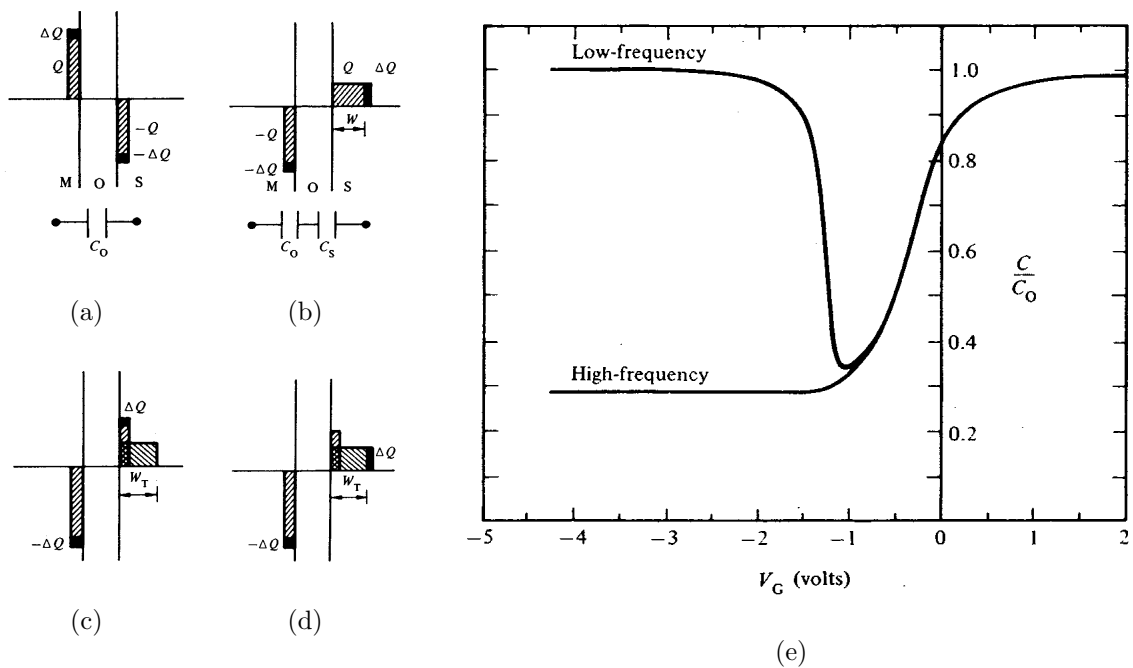 ΔQ
Q
−Q
−ΔQ
M O S
C_O
(a)
Q ΔQ
W
−Q
−ΔQ
M O S
C_O C_S
(b)
ΔQ
W_T
−ΔQ
(c)
ΔQ
W_T
−ΔQ
(d)
Low-frequency
High-frequency
1.0
0.8
0.6
0.4
0.2
C/C_O
−5 −4 −3 −2 −1 0 1 2
V_G (volts)
(e)